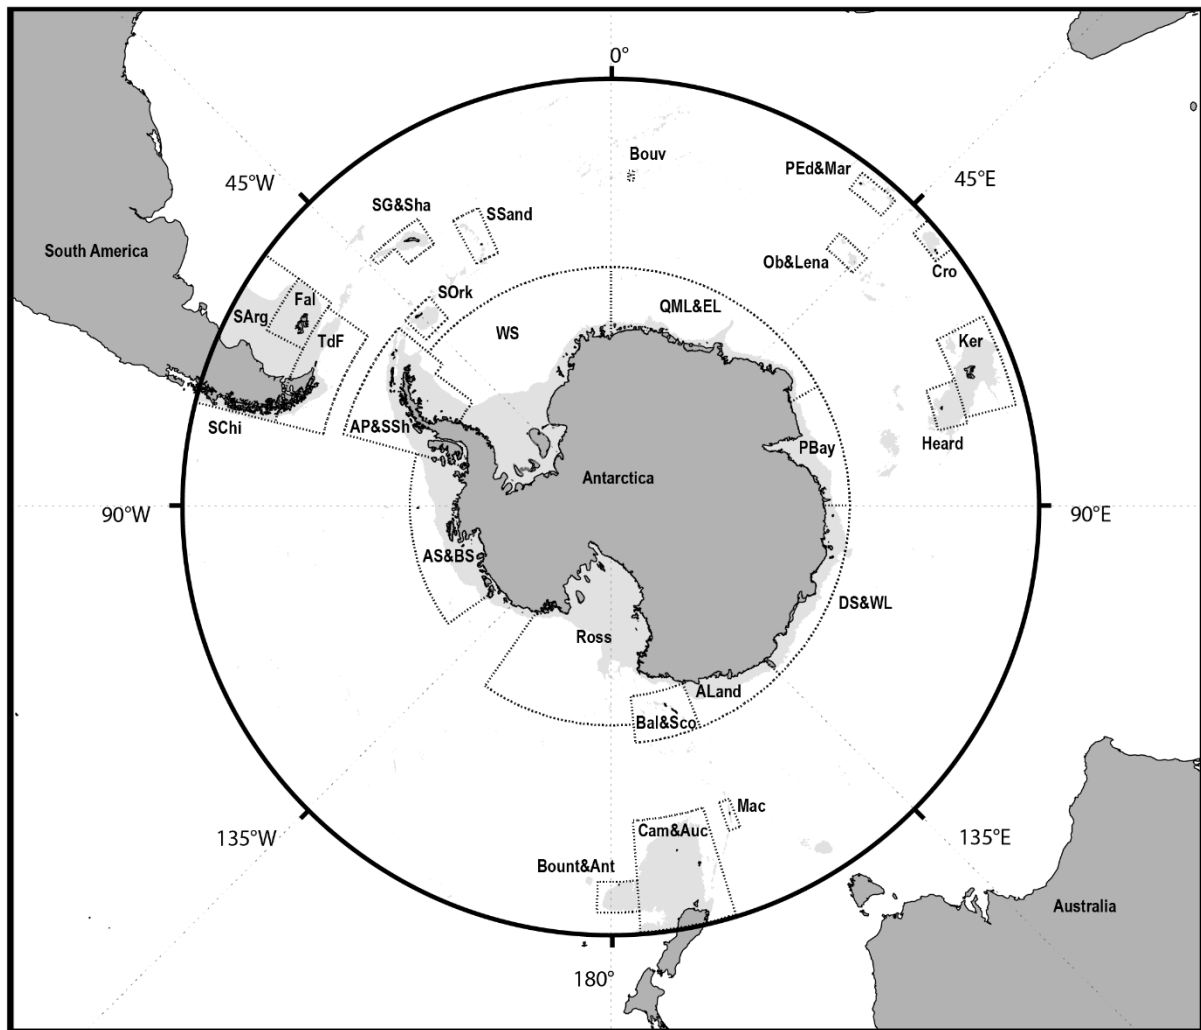 0°
Bouv
PEd&Mar
45°W
45°E
SG&Sha
SSand
South America
Ob&Lena
Cro
SOrk
Fal
QML&EL
SArg
WS
TdF
Ker
AP&SSh
SChi
Heard
PBay
Antarctica
90°W
90°E
AS&BS
DS&WL
Ross
ALand
Bal&Sco
Mac
135°W
Cam&Auc
135°E
Bount&Ant
Australia
180°